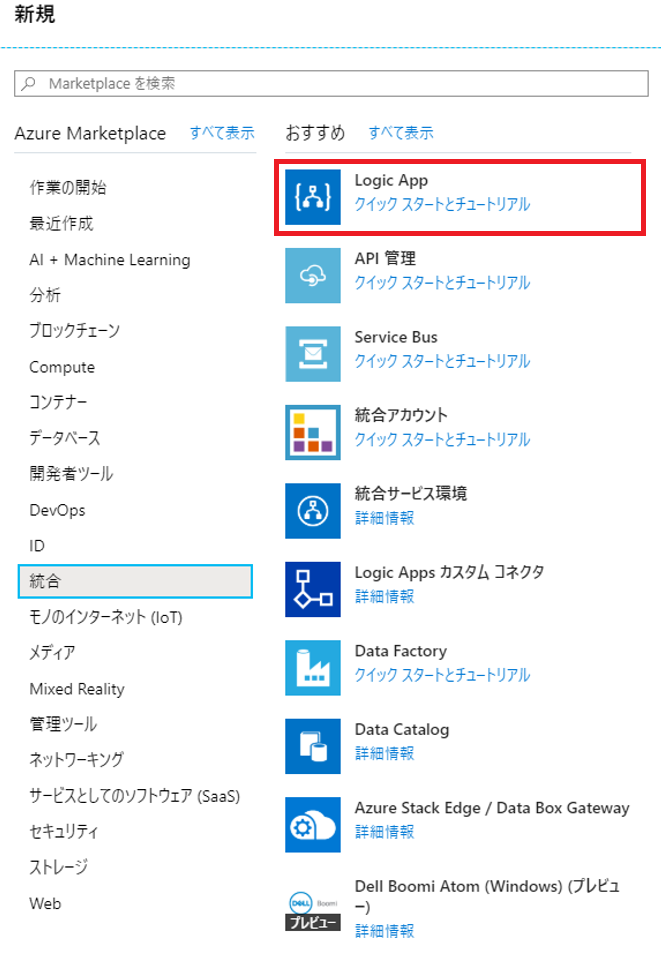 新規
Marketplace を検索
Azure Marketplace すべて表示
作業の開始
最近作成
AI + Machine Learning
分析
ブロックチェーン
Compute
コンテナー
データベース
開発者ツール
DevOps
ID
統合
モノのインターネット (IoT)
メディア
Mixed Reality
管理ツール
ネットワーキング
サービスとしてのソフトウェア (SaaS)
セキュリティ
ストレージ
Web
おすすめ すべて表示
Logic App
クイック スタートとチュートリアル
API 管理
クイック スタートとチュートリアル
Service Bus
クイック スタートとチュートリアル
統合アカウント
クイック スタートとチュートリアル
統合サービス環境
詳細情報
Logic Apps カスタム コネクタ
詳細情報
Data Factory
クイック スタートとチュートリアル
Data Catalog
詳細情報
Azure Stack Edge / Data Box Gateway
詳細情報
DELL Boomi
プレビュー
Dell Boomi Atom (Windows) (プレビュ
ー)
詳細情報